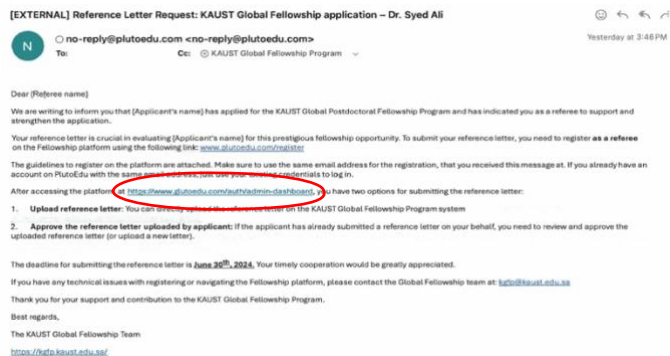 [EXTERNAL] Reference Letter Request: KAUST Global Fellowship application – Dr. Syed Ali
N
no-reply@plutoedu.com <no-reply@plutoedu.com>
Yesterday at 3:46 PM
To:
Cc: KAUST Global Fellowship Program
Dear [Referee name]
We are writing to inform you that [Applicant's name] has applied for the KAUST Global Postdoctoral Fellowship Program and has indicated you as a referee to support and
strengthen the application.
Your reference letter is crucial in evaluating [Applicant's name] for this prestigious fellowship opportunity. To submit your reference letter, you need to register as a referee
on the Fellowship platform using the following link: www.plutoedu.com/register
The guidelines to register on the platform are attached. Make sure to use the same email address for the registration, that you received this message at. If you already have an
account on PlutoEdu with the same email address, just use your existing credentials to log in.
After accessing the platform at https://www.glutoedu.com/auth/admin-dashboard, you have two options for submitting the reference letter:
1. Upload reference letter: You can directly upload the reference letter on the KAUST Global Fellowship Program system
2. Approve the reference letter uploaded by applicant: If the applicant has already submitted a reference letter on your behalf, you need to review and approve the
uploaded reference letter (or upload a new letter).
The deadline for submitting the reference letter is June 30th, 2024. Your timely cooperation would be greatly appreciated.
If you have any technical issues with registering or navigating the Fellowship platform, please contact the Global Fellowship team at: kgfp@kaust.edu.sa
Thank you for your support and contribution to the KAUST Global Fellowship Program.
Best regards,
The KAUST Global Fellowship Team
https://kgfp.kaust.edu.sa/